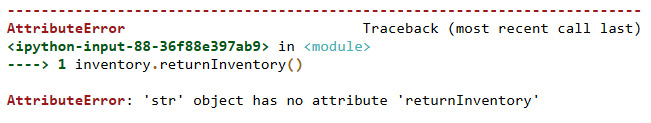 ---------------------------------------------------------------------------
AttributeError                            Traceback (most recent call last)
<ipython-input-88-36f88e397ab9> in <module>
----> 1 inventory.returnInventory()

AttributeError: 'str' object has no attribute 'returnInventory'